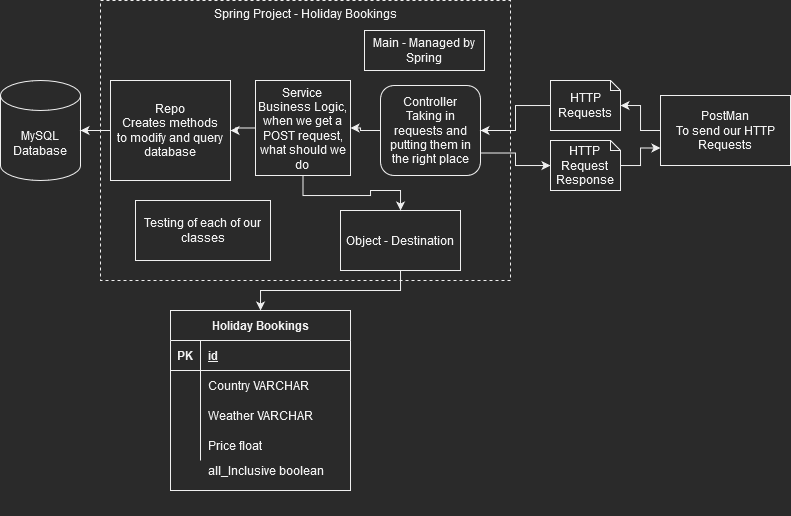 Spring Project - Holiday Bookings
Main - Managed by
Spring
MySQL
Database
Repo
Creates methods
to modify and query
database
Service
Business Logic,
when we get a
POST request,
what should we
do
Controller
Taking in
requests and
putting them in
the right place
HTTP
Requests
HTTP
Request
Response
PostMan
To send our HTTP
Requests
Testing of each of our
classes
Object - Destination
Holiday Bookings
PK id
Country VARCHAR
Weather VARCHAR
Price float
all_Inclusive boolean